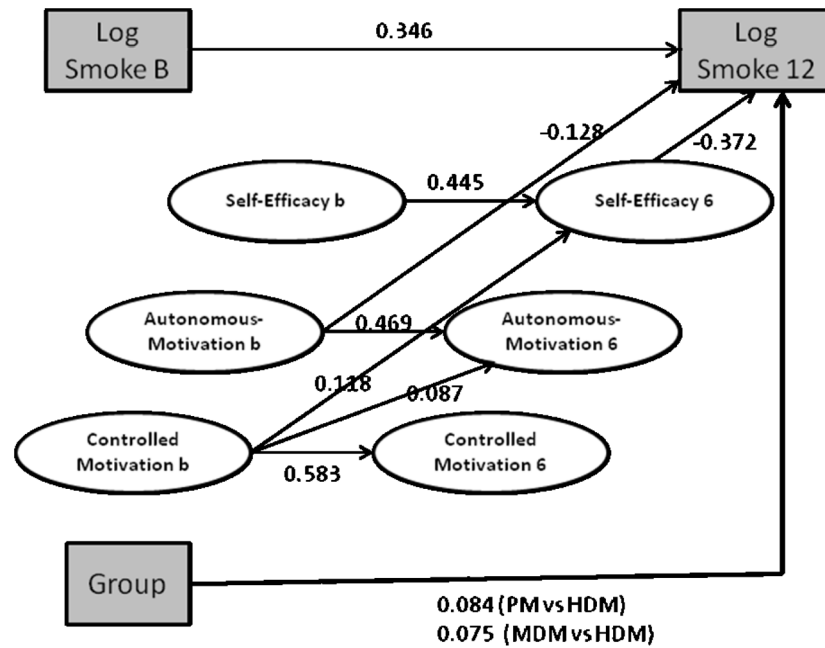 Log
Smoke B
0.346
Log
Smoke 12
-0.128
-0.372
Self-Efficacy b
0.445
Self-Efficacy 6
Autonomous-
Motivation b
0.469
Autonomous-
Motivation 6
0.118
0.087
Controlled
Motivation b
0.583
Controlled
Motivation 6
Group
0.084 (PM vs HDM)
0.075 (MDM vs HDM)